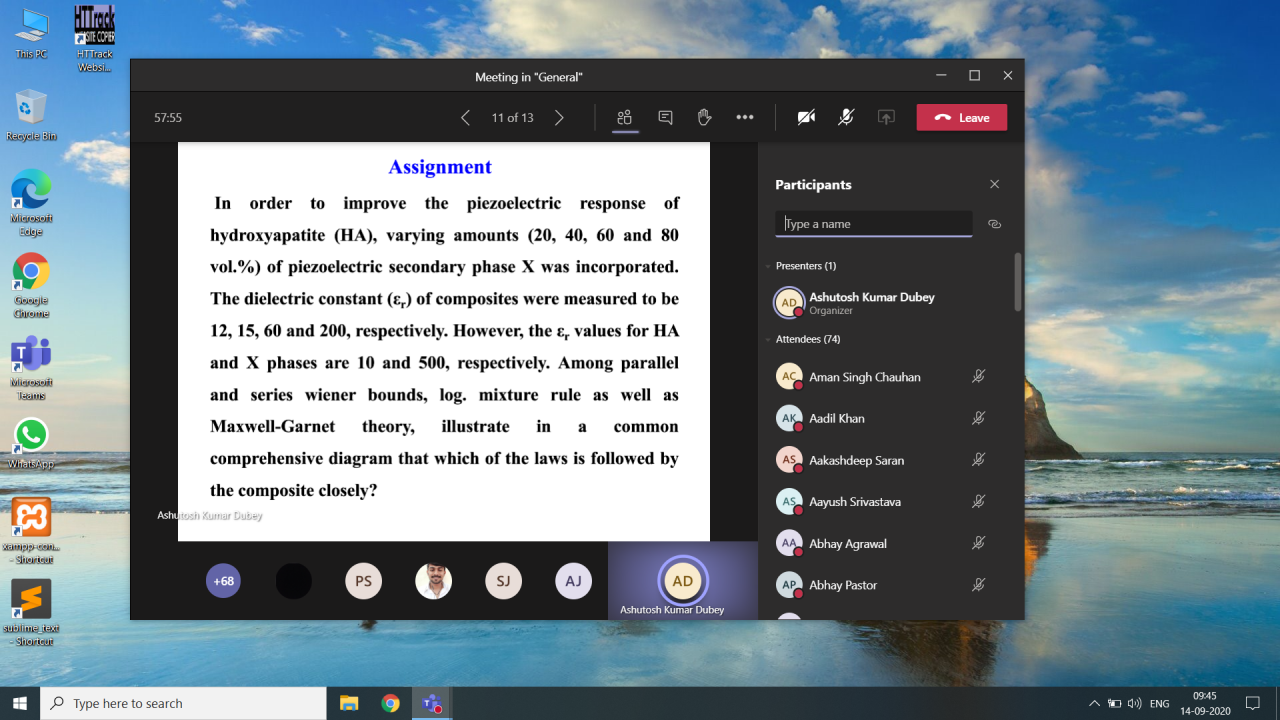 This PC
HTTrack
WEBSITE COPIER
HTTrack
Websi...
Recycle Bin
Microsoft
Edge
Google
Chrome
Microsoft
Teams
WhatsApp
xampp-con...
- Shortcut
sublime_text
- Shortcut
Meeting in "General"
57:55
11 of 13
Leave
Assignment
In order to improve the piezoelectric response of
hydroxyapatite (HA), varying amounts (20, 40, 60 and 80
vol.%) of piezoelectric secondary phase X was incorporated.
The dielectric constant (εr) of composites were measured to be
12, 15, 60 and 200, respectively. However, the εr values for HA
and X phases are 10 and 500, respectively. Among parallel
and series wiener bounds, log. mixture rule as well as
Maxwell-Garnet theory, illustrate in a common
comprehensive diagram that which of the laws is followed by
the composite closely?
Ashutosh Kumar Dubey
+68
PS
SJ
AJ
AD
Ashutosh Kumar Dubey
Participants
Type a name
Presenters (1)
AD
Ashutosh Kumar Dubey
Organizer
Attendees (74)
AC
Aman Singh Chauhan
AK
Aadil Khan
AS
Aakashdeep Saran
AS
Aayush Srivastava
AA
Abhay Agrawal
AP
Abhay Pastor
Type here to search
ENG
09:45
14-09-2020